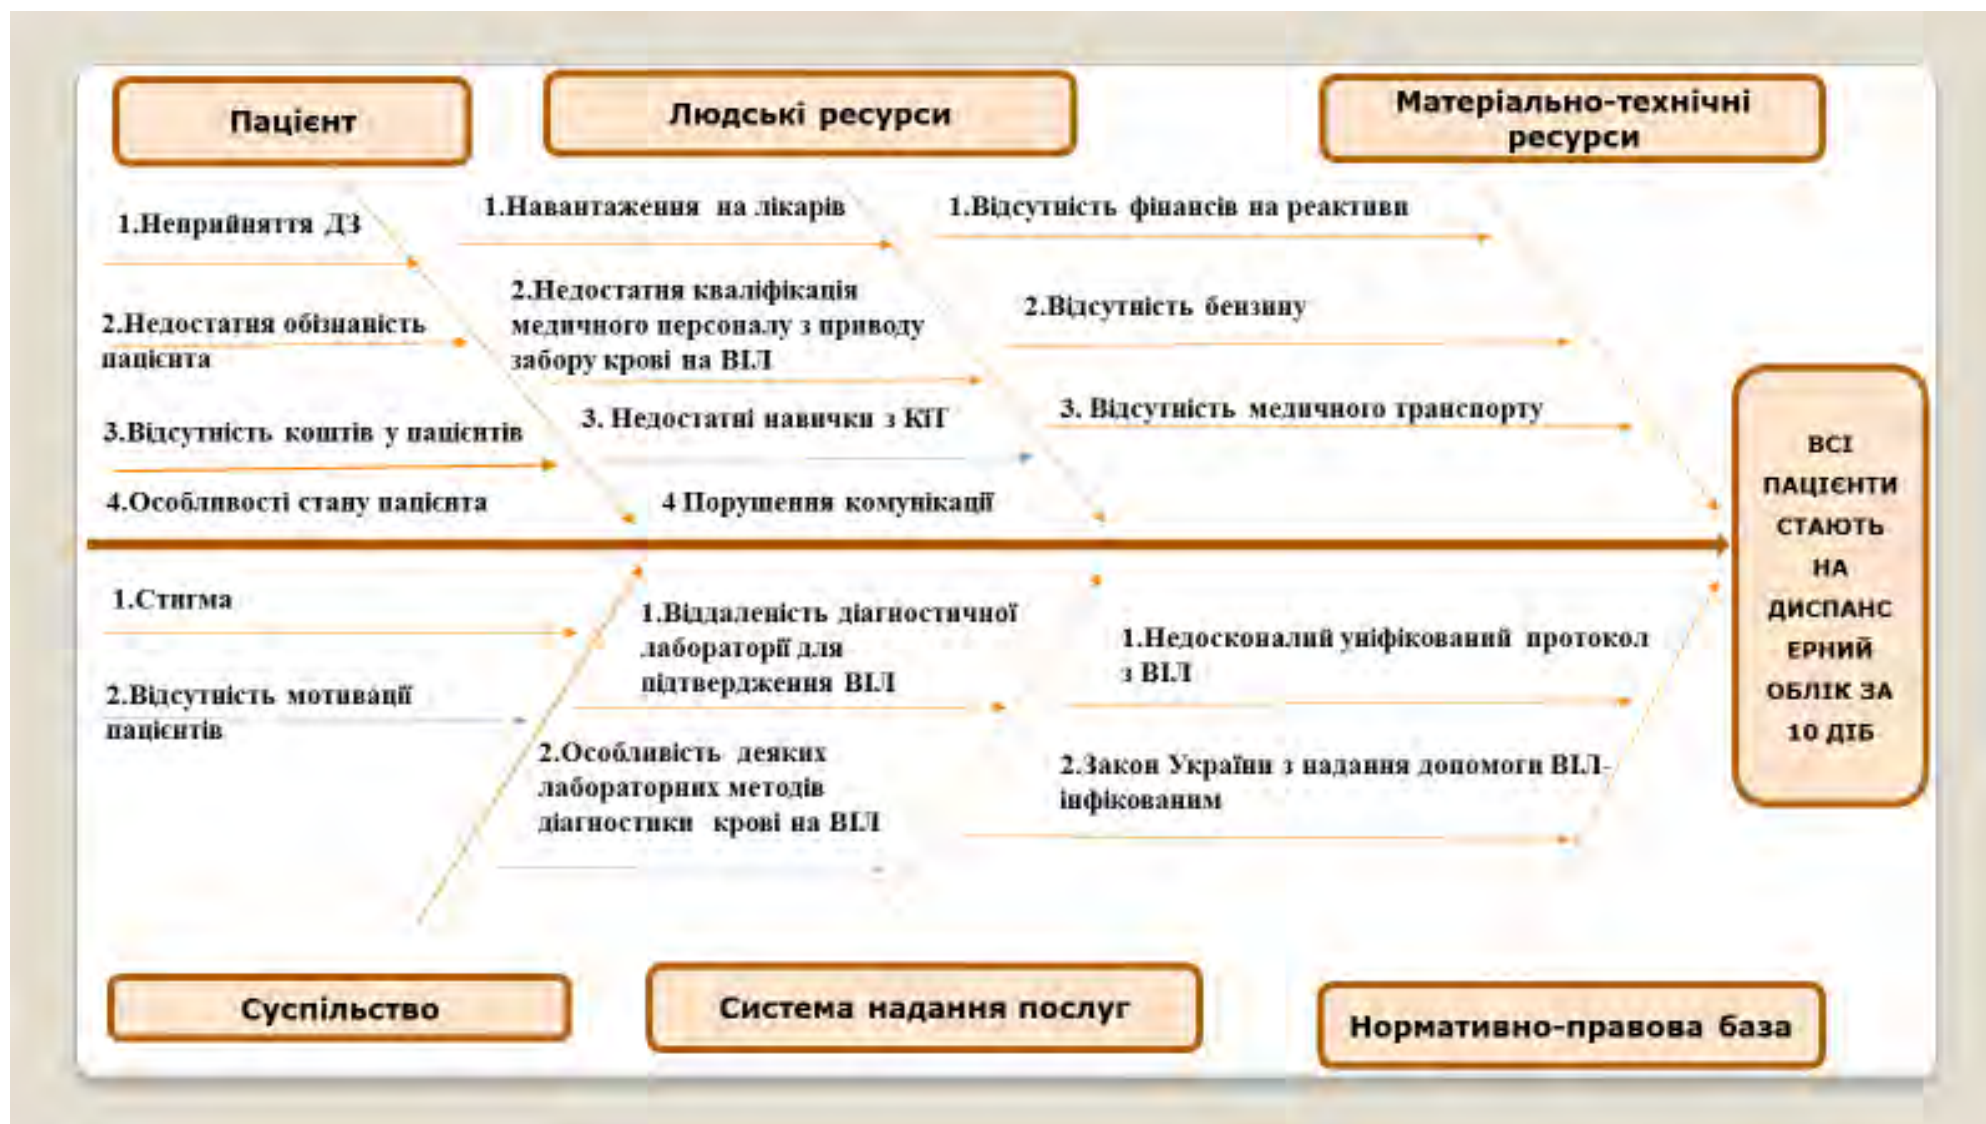 Пацієнт
Людські ресурси
Матеріально-технічні
ресурси
1.Неприйняття ДЗ
2.Недостатня обізнаність
пацієнта
3.Відсутність коштів у пацієнтів
4.Особливості стану пацієнта
1.Навантаження на лікарів
2.Недостатня кваліфікація
медичного персоналу з приводу
забору крові на ВІЛ
3. Недостатні навички з КіТ
4 Порушення комунікації
1.Відсутність фінансів на реактиви
2.Відсутність бензину
3. Відсутність медичного транспорту
ВСІ
ПАЦІЄНТИ
СТАЮТЬ
НА
ДИСПАНС
ЕРНИЙ
ОБЛІК ЗА
10 ДІБ
1.Стигма
2.Відсутність мотивації
пацієнтів
1.Віддаленість діагностичної
лабораторії для
підтвердження ВІЛ
2.Особливість деяких
лабораторних методів
діагностики крові на ВІЛ
1.Недосконалий уніфікований протокол
з ВІЛ
2.Закон України з надання допомоги ВІЛ-
інфікованим
Суспільство
Система надання послуг
Нормативно-правова база